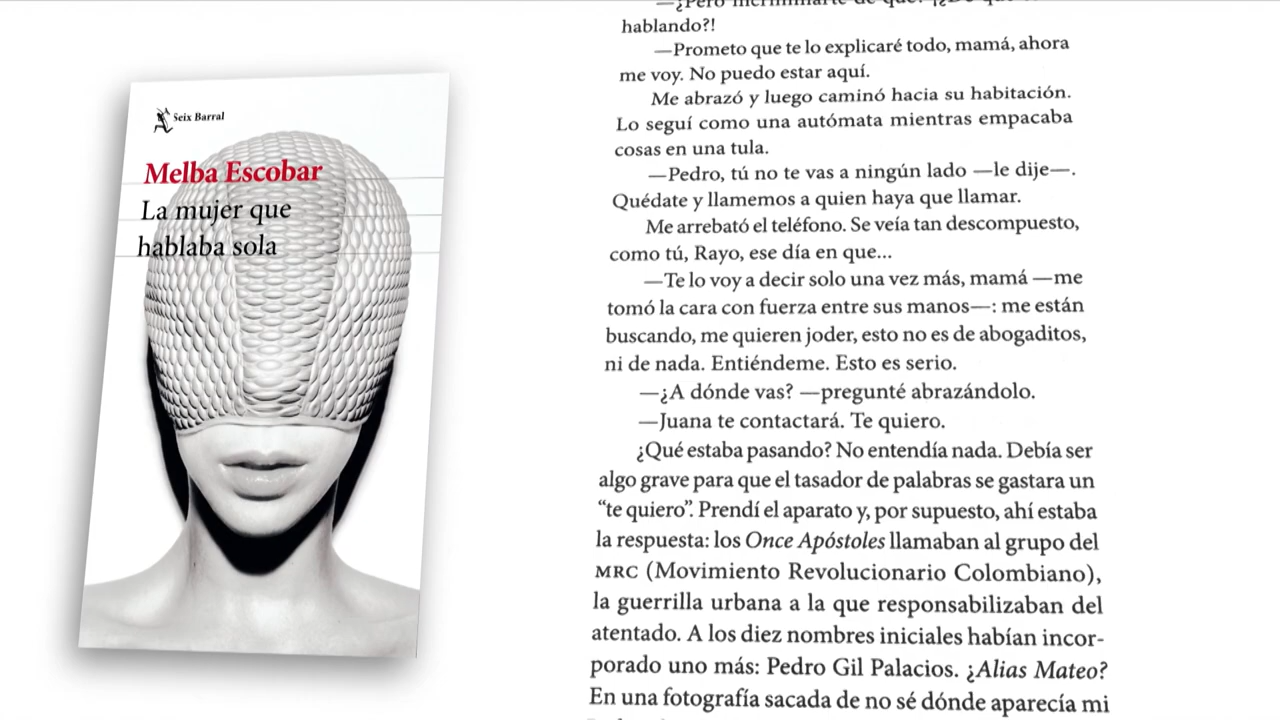 Seix Barral
Melba Escobar
La mujer que
hablaba sola
—¿Pero incriminarte de qué?
hablando?!
—Prometo que te lo explicaré todo, mamá, ahora
me voy. No puedo estar aquí.
Me abrazó y luego caminó hacia su habitación.
Lo seguí como una autómata mientras empacaba
cosas en una tula.
—Pedro, tú no te vas a ningún lado —le dije—.
Quédate y llamemos a quien haya que llamar.
Me arrebató el teléfono. Se veía tan descompuesto,
como tú, Rayo, ese día en que...
—Te lo voy a decir solo una vez más, mamá —me
tomó la cara con fuerza entre sus manos—: me están
buscando, me quieren joder, esto no es de abogaditos,
ni de nada. Entiéndeme. Esto es serio.
—¿A dónde vas? —pregunté abrazándolo.
—Juana te contactará. Te quiero.
¿Qué estaba pasando? No entendía nada. Debía ser
algo grave para que el tasador de palabras se gastara un
“te quiero”. Prendí el aparato y, por supuesto, ahí estaba
la respuesta: los Once Apóstoles llamaban al grupo del
MRC (Movimiento Revolucionario Colombiano),
la guerrilla urbana a la que responsabilizaban del
atentado. A los diez nombres iniciales habían incor-
porado uno más: Pedro Gil Palacios. ¿Alias Mateo?
En una fotografía sacada de no sé dónde aparecía mi